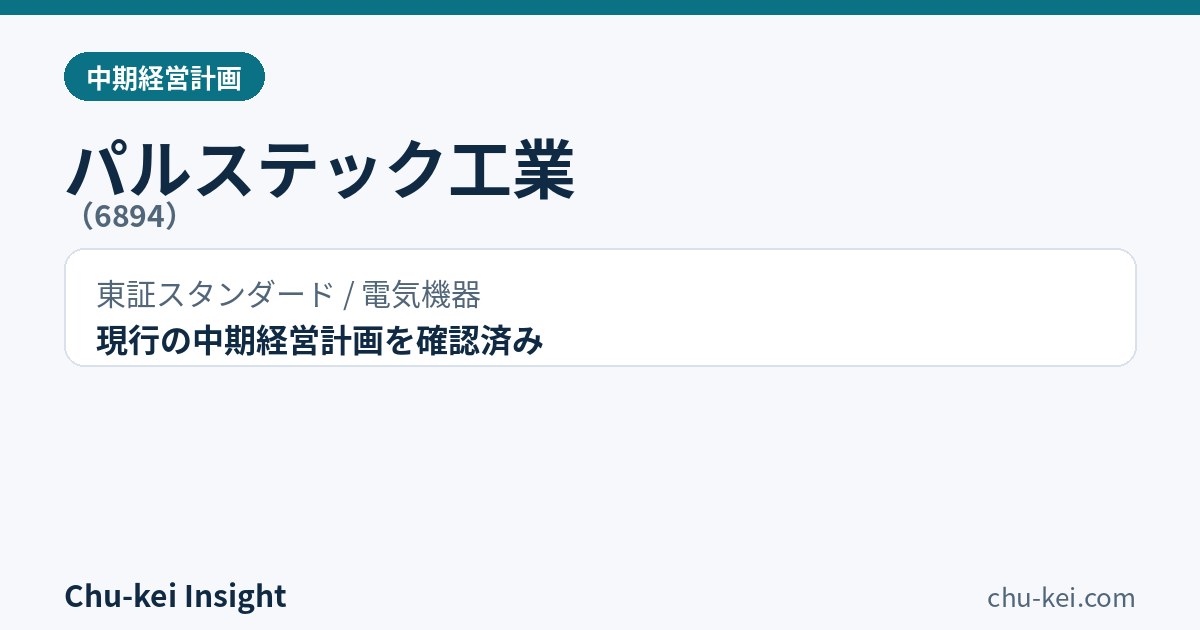 中期経営計画
パルステック工業
（6894）
東証スタンダード / 電気機器
現行の中期経営計画を確認済み
Chu-kei Insight
chu-kei.com